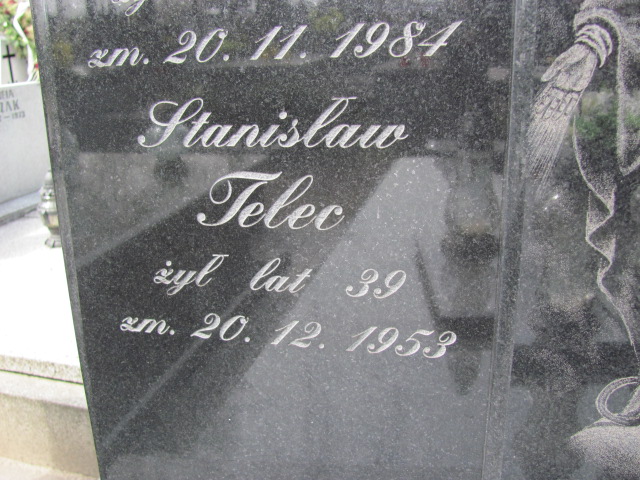 zm. 20. 11. 1984
Stanisław
Telec
żył lat 39
zm. 20. 12. 1953